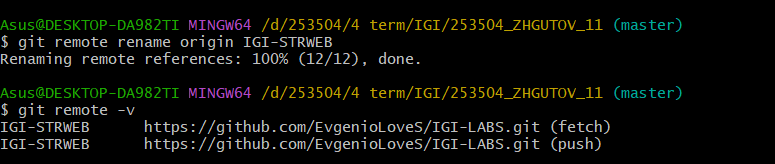 Asus@DESKTOP-DA982TI MINGW64 /d/253504/4 term/IGI/253504_ZHGUTOV_11 (master)
$ git remote rename origin IGI-STRWEB
Renaming remote references: 100% (12/12), done.
Asus@DESKTOP-DA982TI MINGW64 /d/253504/4 term/IGI/253504_ZHGUTOV_11 (master)
$ git remote -v
IGI-STRWEB      https://github.com/EvgenioLoveS/IGI-LABS.git (fetch)
IGI-STRWEB      https://github.com/EvgenioLoveS/IGI-LABS.git (push)